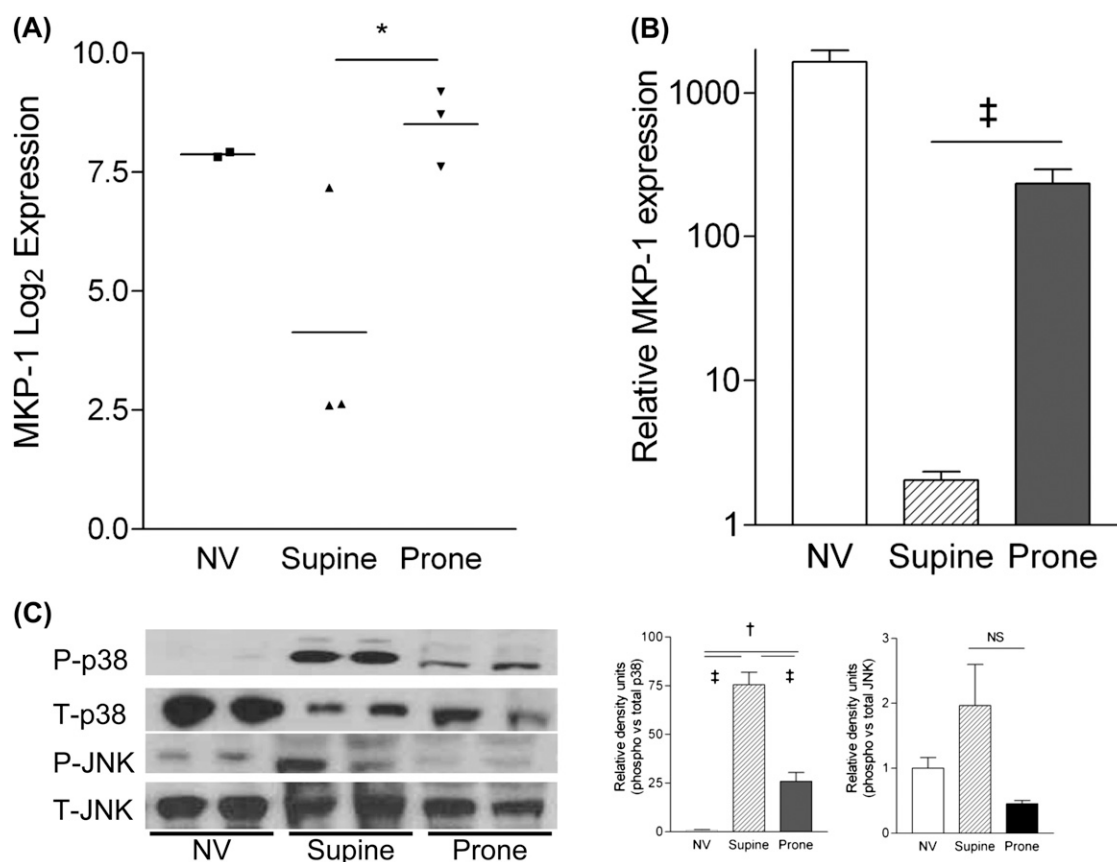 (A)
*
10.0
7.5
5.0
2.5
0.0
MKP-1 Log₂ Expression
NV Supine Prone
(B)
‡
1000
100
10
1
Relative MKP-1 expression
NV Supine Prone
(C)
P-p38
T-p38
P-JNK
T-JNK
NV Supine Prone
Relative density units
(phospho vs total p38)
100
75
50
25
0
†
‡ ‡
NV Supine Prone
Relative density units
(phospho vs total JNK)
3
2
1
0
NS
NV Supine Prone